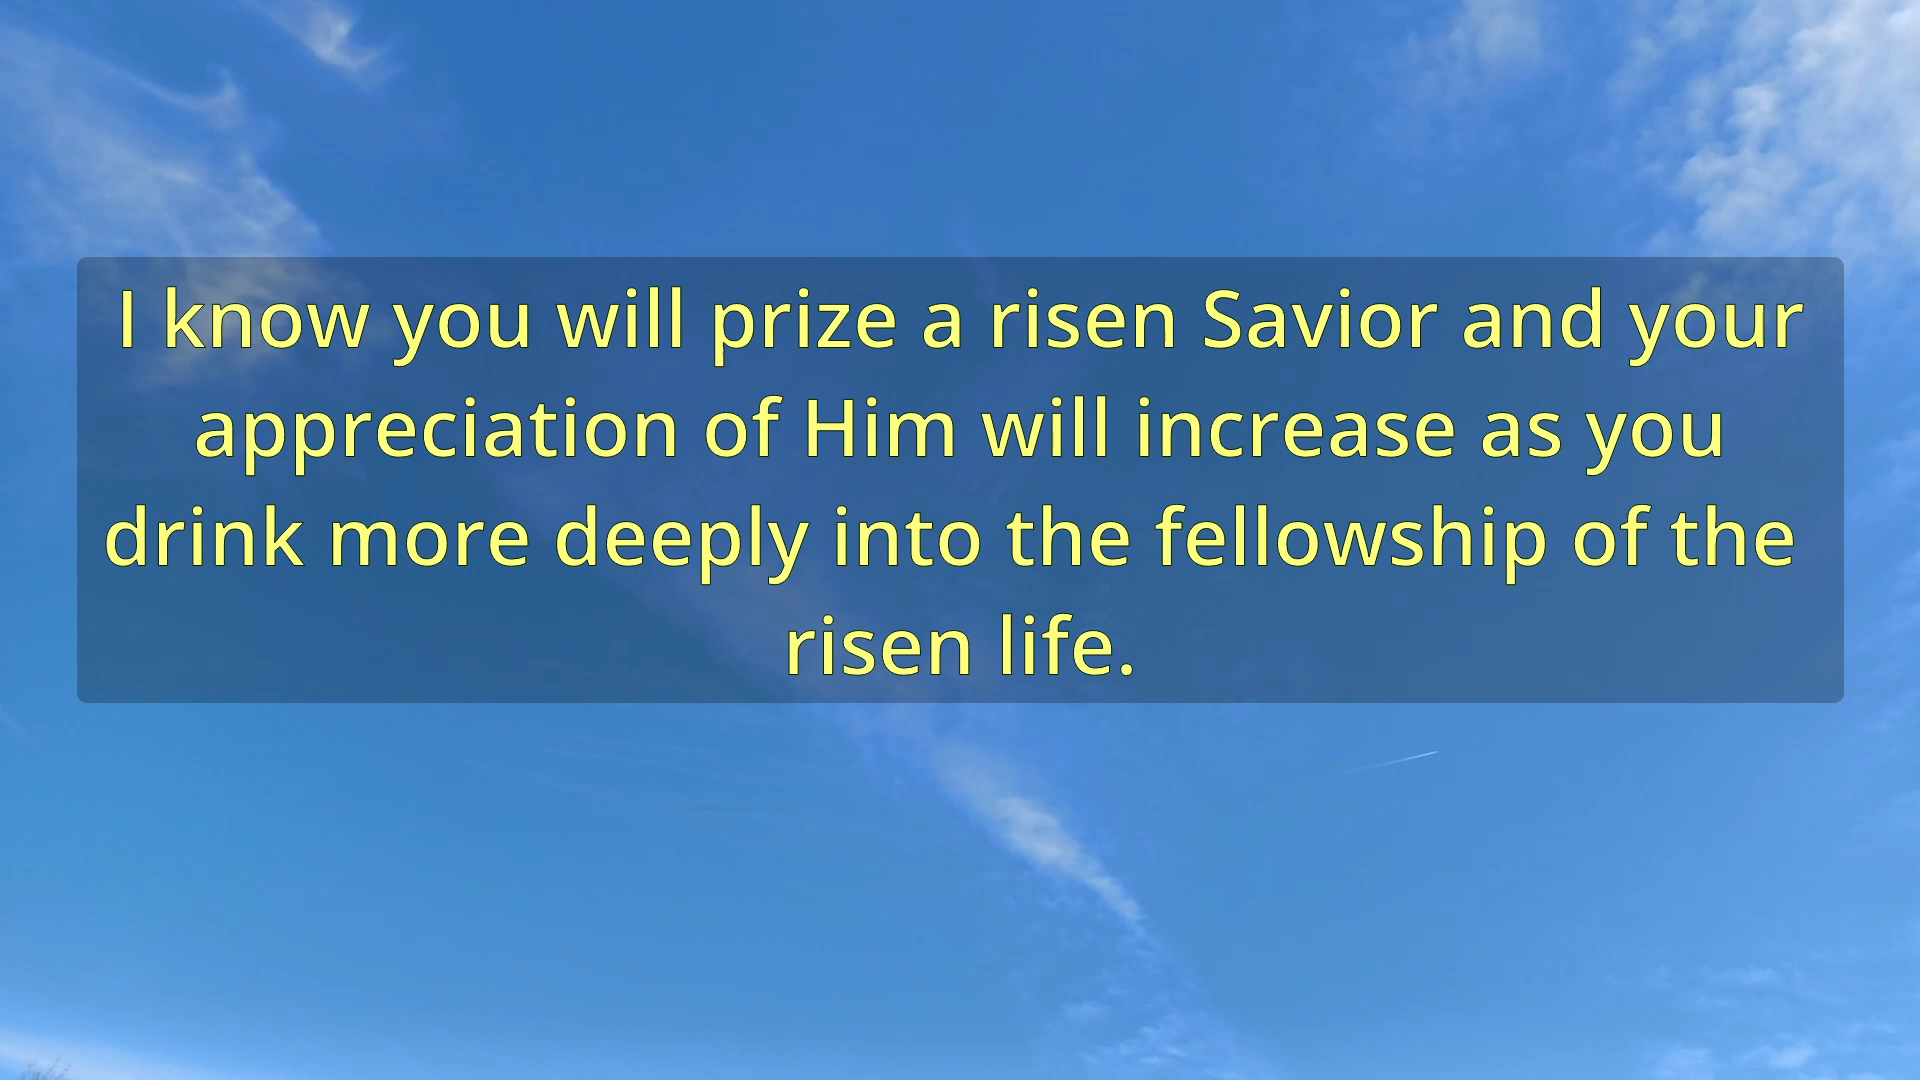 I know you will prize a risen Savior and your
appreciation of Him will increase as you
drink more deeply into the fellowship of the
risen life.